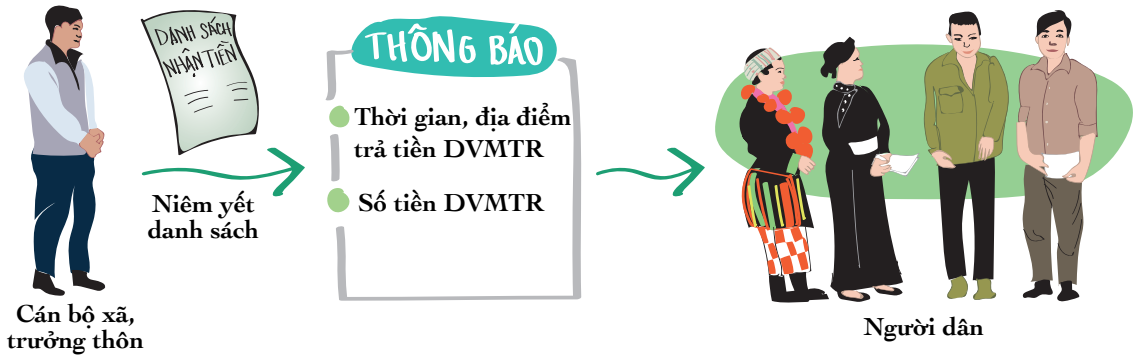 DANH SÁCH
NHẬN TIỀN
Niêm yết
danh sách
Cán bộ xã,
trưởng thôn
THÔNG BÁO
Thời gian, địa điểm
trả tiền DVMTR
Số tiền DVMTR
Người dân